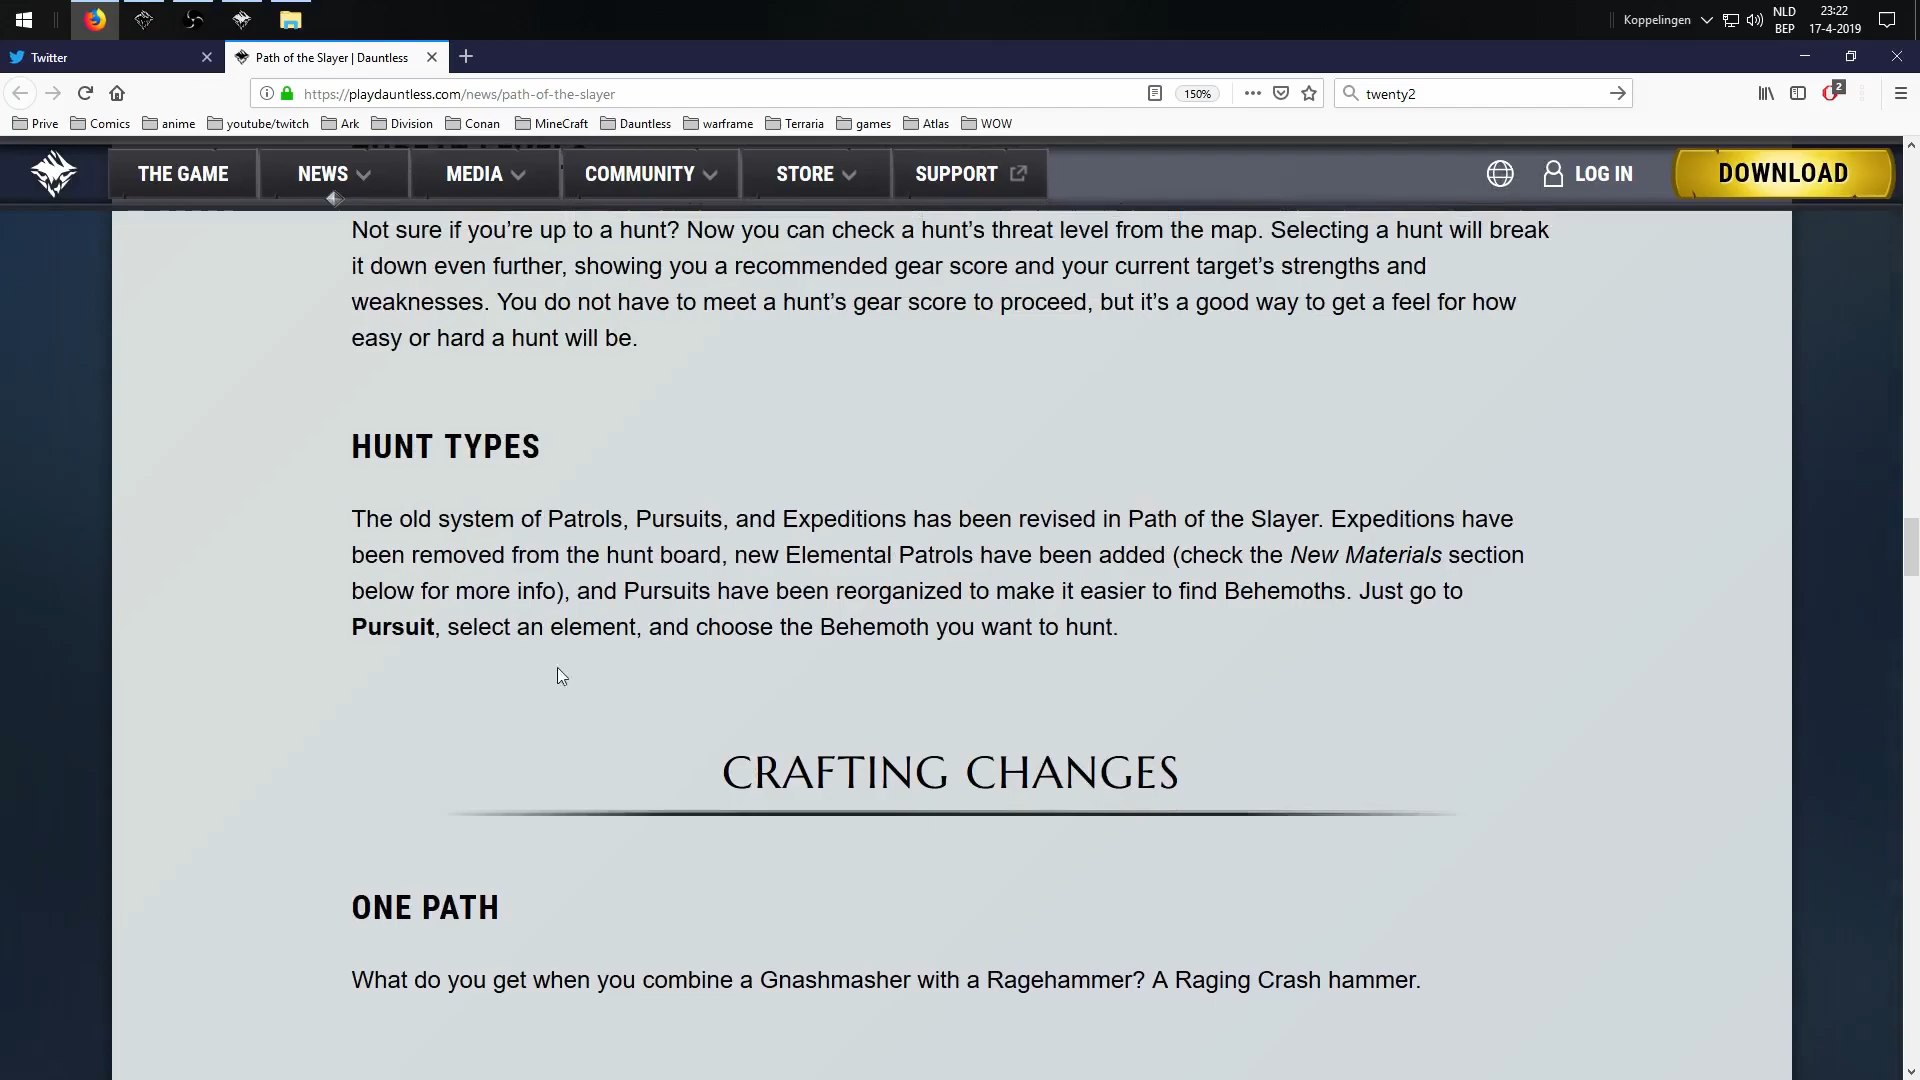 Koppelingen
NLD
BEP
23:22
17-4-2019
Twitter
Path of the Slayer | Dauntless
https://playdauntless.com/news/path-of-the-slayer
150%
twenty2
2
Prive
Comics
anime
youtube/twitch
Ark
Division
Conan
MineCraft
Dauntless
warframe
Terraria
games
Atlas
WOW
THE GAME
NEWS
MEDIA
COMMUNITY
STORE
SUPPORT
LOG IN
DOWNLOAD
Not sure if you’re up to a hunt? Now you can check a hunt’s threat level from the map. Selecting a hunt will break
it down even further, showing you a recommended gear score and your current target’s strengths and
weaknesses. You do not have to meet a hunt’s gear score to proceed, but it’s a good way to get a feel for how
easy or hard a hunt will be.
HUNT TYPES
The old system of Patrols, Pursuits, and Expeditions has been revised in Path of the Slayer. Expeditions have
been removed from the hunt board, new Elemental Patrols have been added (check the New Materials section
below for more info), and Pursuits have been reorganized to make it easier to find Behemoths. Just go to
Pursuit, select an element, and choose the Behemoth you want to hunt.
CRAFTING CHANGES
ONE PATH
What do you get when you combine a Gnashmasher with a Ragehammer? A Raging Crash hammer.